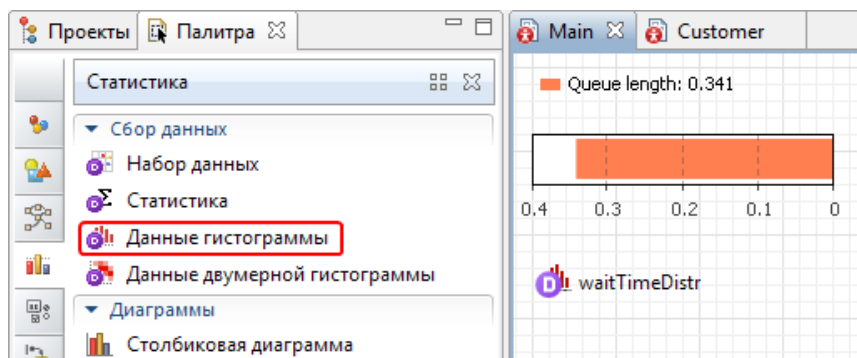 Проекты Палитра
Статистика
Сбор данных
Набор данных
Статистика
Данные гистограммы
Данные двумерной гистограммы
Диаграммы
Столбиковая диаграмма
Main Customer
Queue length: 0.341
0.4 0.3 0.2 0.1 0
waitTimeDistr